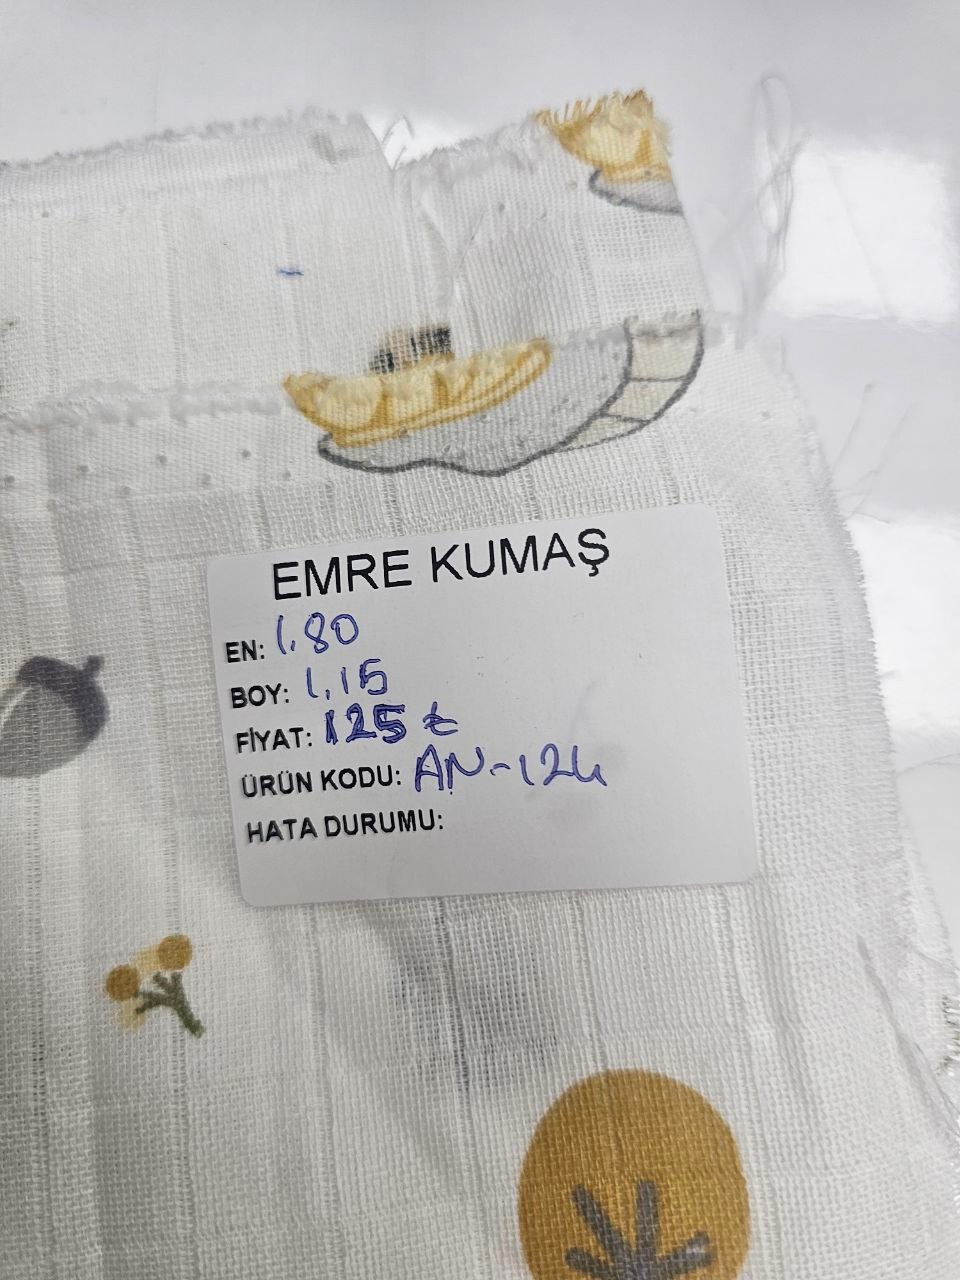 EMRE KUMAŞ
EN: 1.80
BOY: 1,15
FİYAT: 125 ₺
ÜRÜN KODU: AN-124
HATA DURUMU: